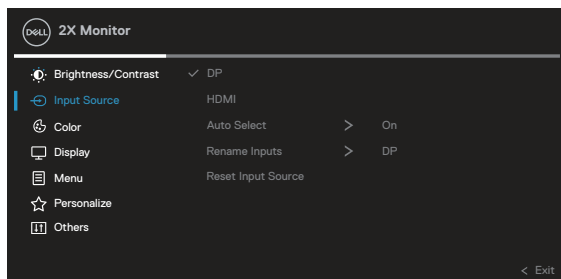 DELL 2X Monitor
Brightness/Contrast ✓ DP
Input Source HDMI
Color Auto Select > On
Display Rename Inputs > DP
Menu Reset Input Source
Personalize
Others
< Exit